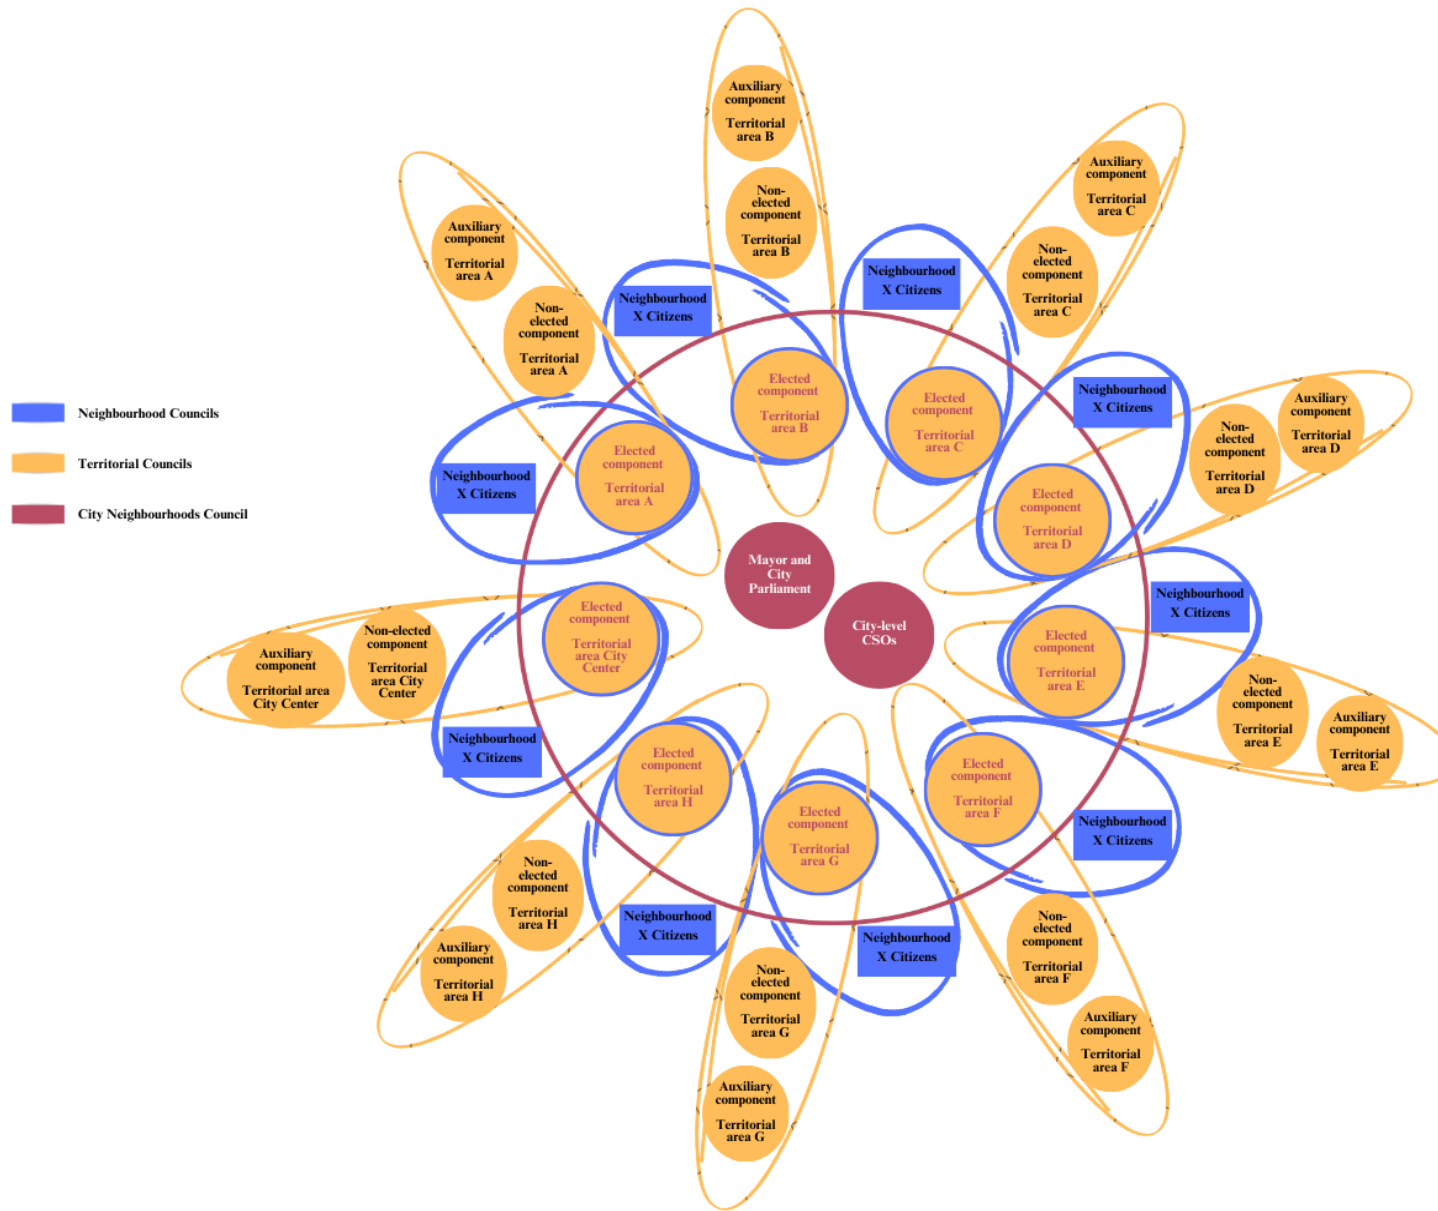 Neighbourhood Councils
Territorial Councils
City Neighbourhoods Council
Auxiliary
component
Territorial
area B
Non-
elected
component
Territorial
area B
Elected
component
Territorial
area B
Neighbourhood
X Citizens
Auxiliary
component
Territorial
area C
Non-
elected
component
Territorial
area C
Elected
component
Territorial
area C
Neighbourhood
X Citizens
Auxiliary
component
Territorial
area D
Non-
elected
component
Territorial
area D
Elected
component
Territorial
area D
Neighbourhood
X Citizens
Neighbourhood
X Citizens
Elected
component
Territorial
area E
Non-
elected
component
Territorial
area E
Auxiliary
component
Territorial
area E
Elected
component
Territorial
area F
Neighbourhood
X Citizens
Non-
elected
component
Territorial
area F
Auxiliary
component
Territorial
area F
Elected
component
Territorial
area G
Neighbourhood
X Citizens
Non-
elected
component
Territorial
area G
Auxiliary
component
Territorial
area G
Elected
component
Territorial
area H
Neighbourhood
X Citizens
Non-
elected
component
Territorial
area H
Auxiliary
component
Territorial
area H
Elected
component
Territorial
area City
Center
Neighbourhood
X Citizens
Non-elected
component
Territorial
area City
Center
Auxiliary
component
Territorial area
City Center
Auxiliary
component
Territorial
area A
Non-
elected
component
Territorial
area A
Elected
component
Territorial
area A
Neighbourhood
X Citizens
Mayor and
City
Parliament
City-level
CSOs